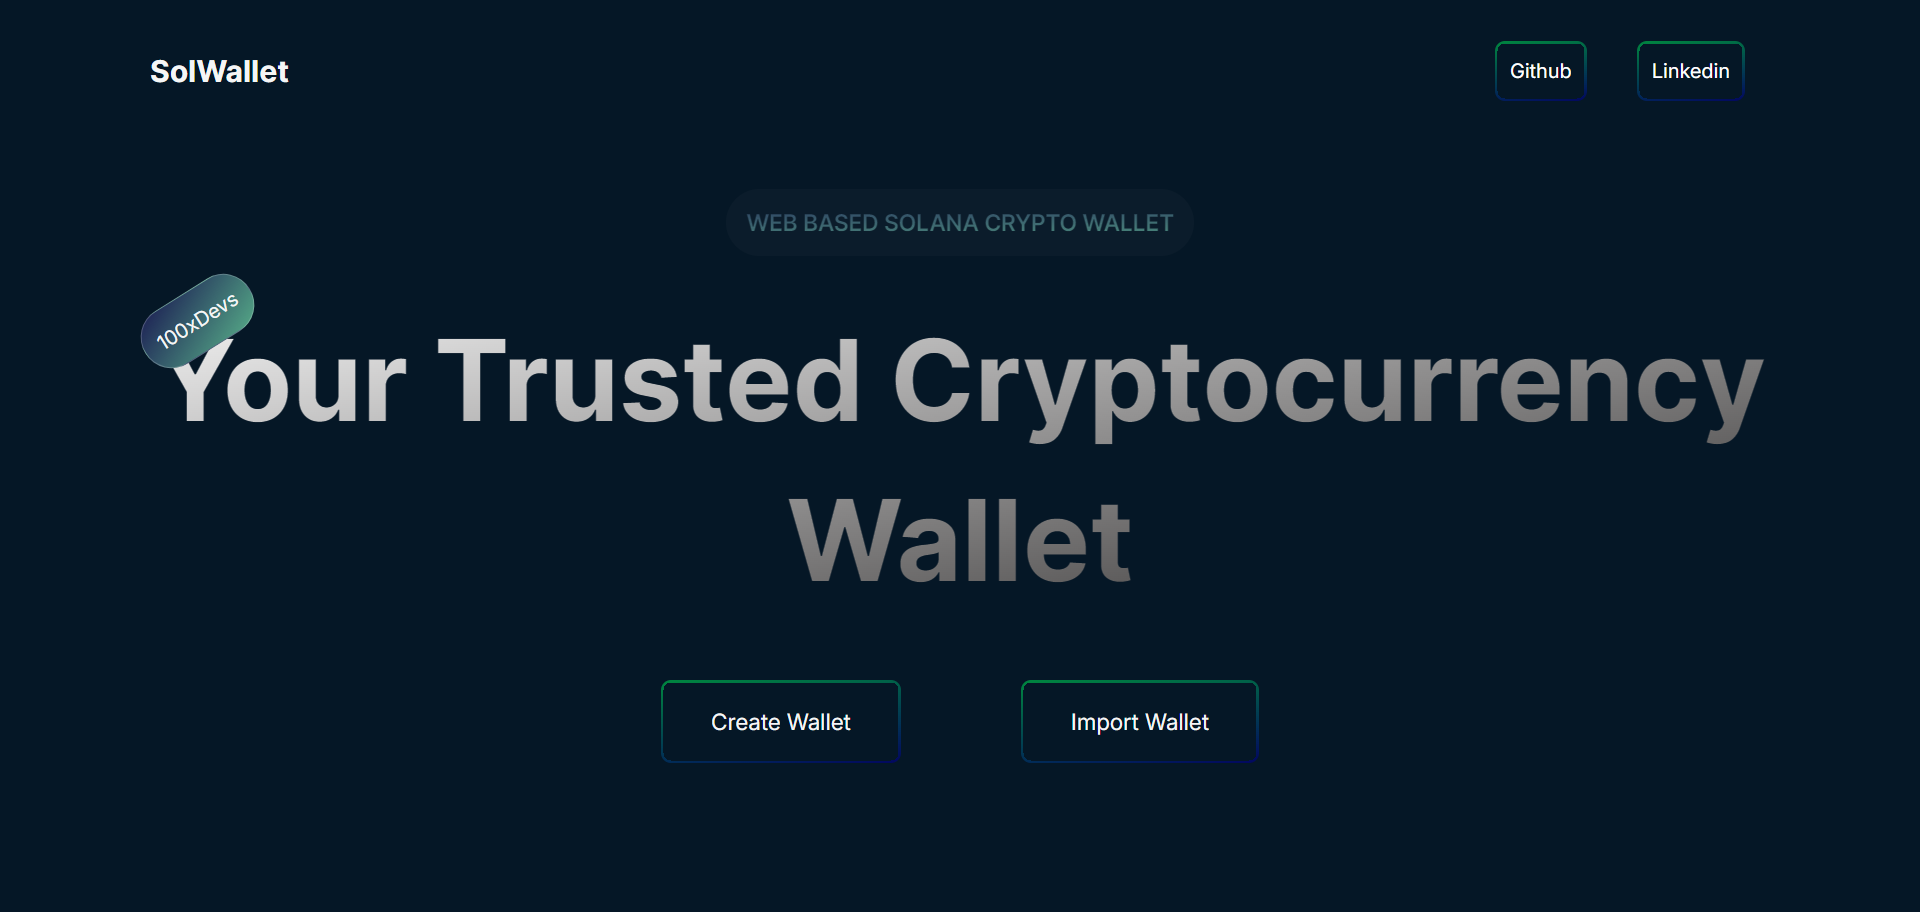 SolWallet
Github
Linkedin
WEB BASED SOLANA CRYPTO WALLET
100xDevs
Your Trusted Cryptocurrency
Wallet
Create Wallet
Import Wallet